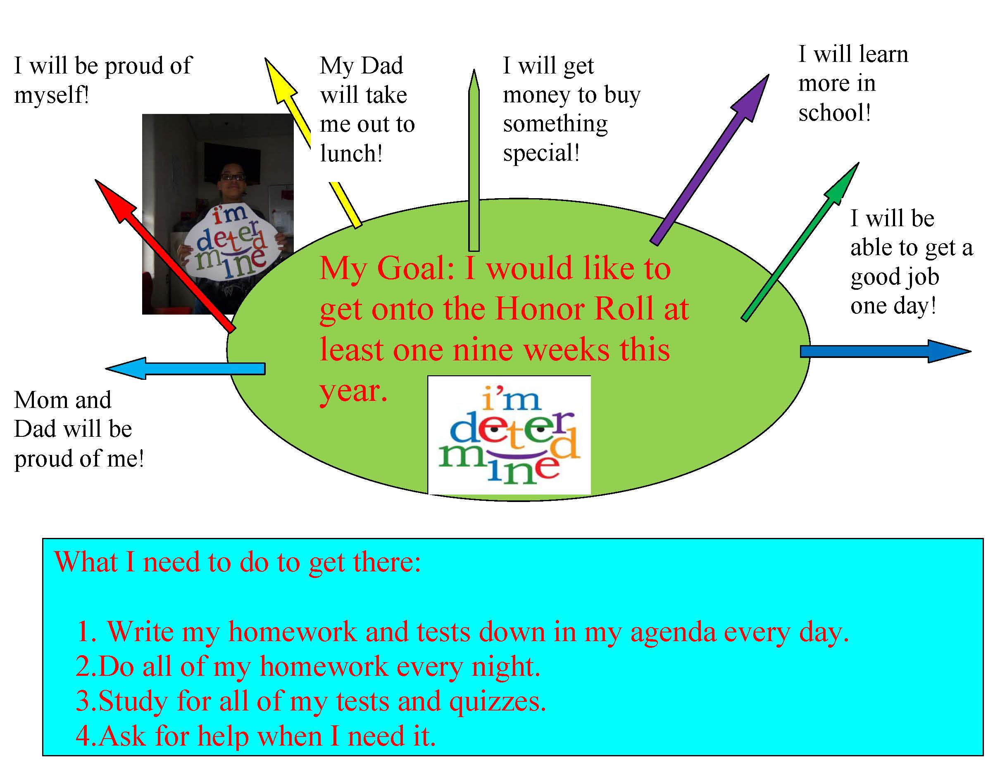 I will be proud of
myself!
My Dad
will take
me out to
lunch!
I will get
money to buy
something
special!
I will learn
more in
school!
I will be
able to get a
good job
one day!
i'm
deter
mined
My Goal: I would like to
get onto the Honor Roll at
least one nine weeks this
year.
i'm
deter
mined
Mom and
Dad will be
proud of me!
What I need to do to get there:
1. Write my homework and tests down in my agenda every day.
2.Do all of my homework every night.
3.Study for all of my tests and quizzes.
4.Ask for help when I need it.